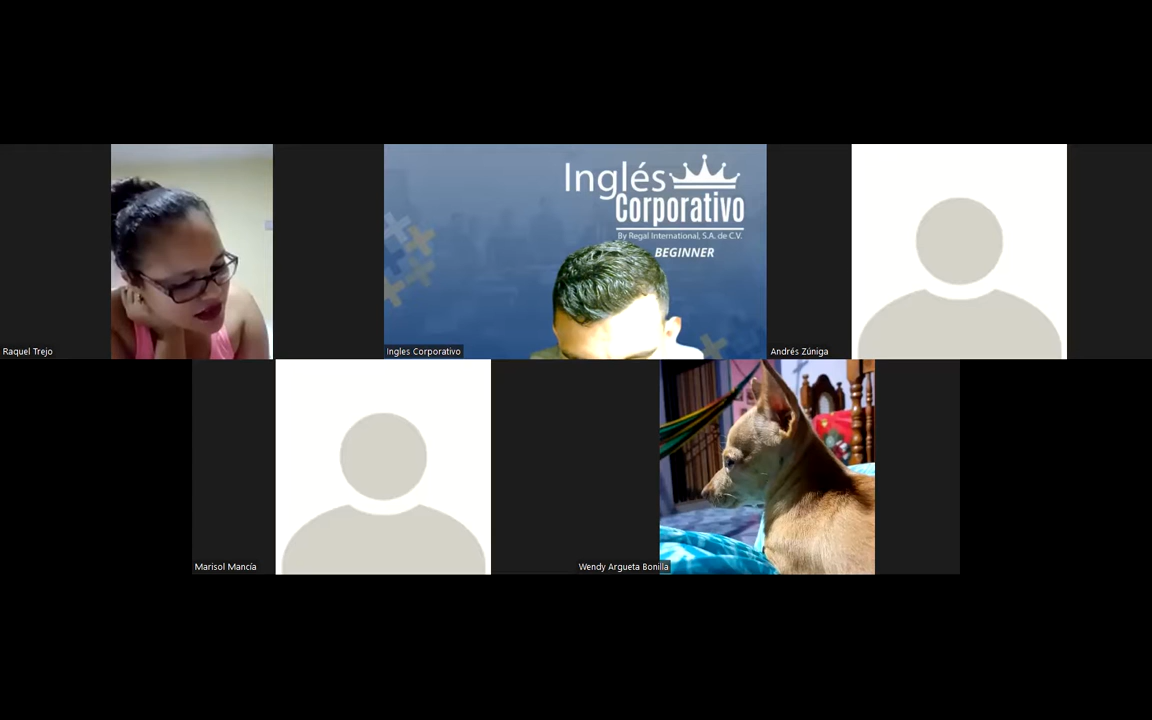 Inglés
Corporativo
By Regal International, S.A. de C.V.
BEGINNER
Raquel Trejo
Ingles Corporativo
Andrés Zúniga
Marisol Mancía
Wendy Argueta Bonilla